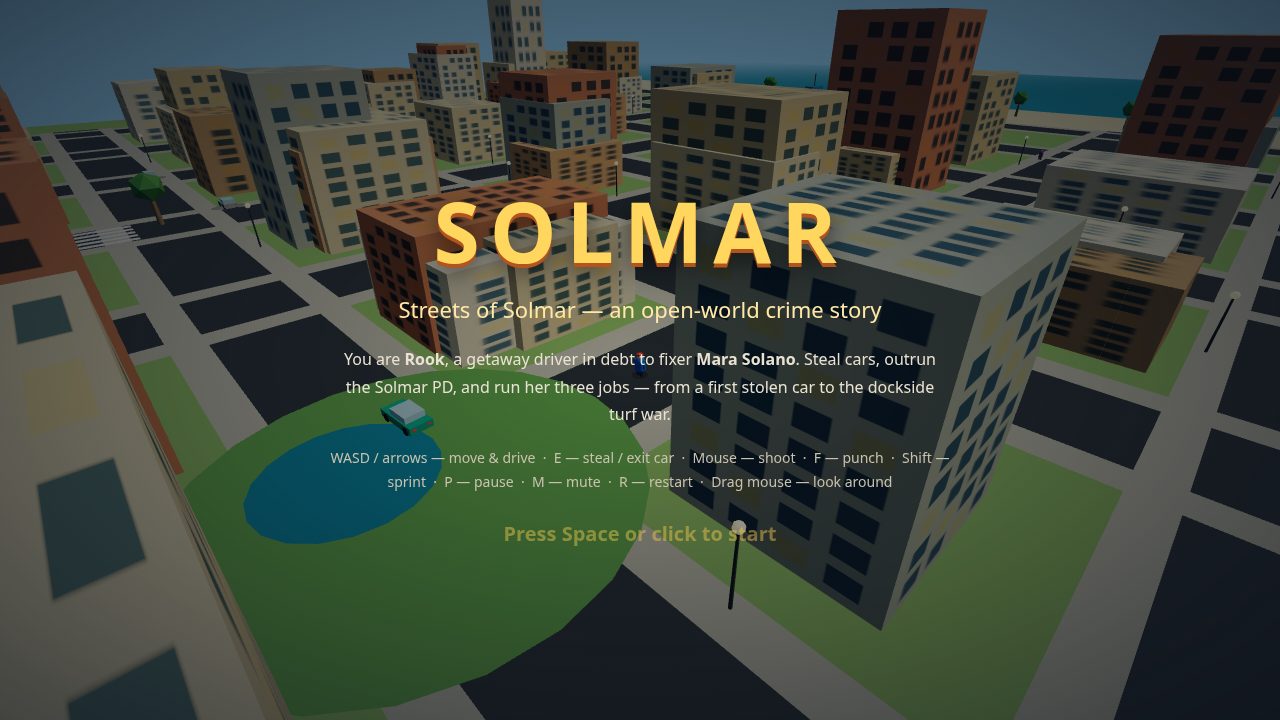 SOLMAR
Streets of Solmar — an open-world crime story
You are Rook, a getaway driver in debt to fixer Mara Solano. Steal cars, outrun
the Solmar PD, and run her three jobs — from a first stolen car to the dockside
turf war.
WASD / arrows — move & drive · E — steal / exit car · Mouse — shoot · F — punch · Shift —
sprint · P — pause · M — mute · R — restart · Drag mouse — look around
Press Space or click to start